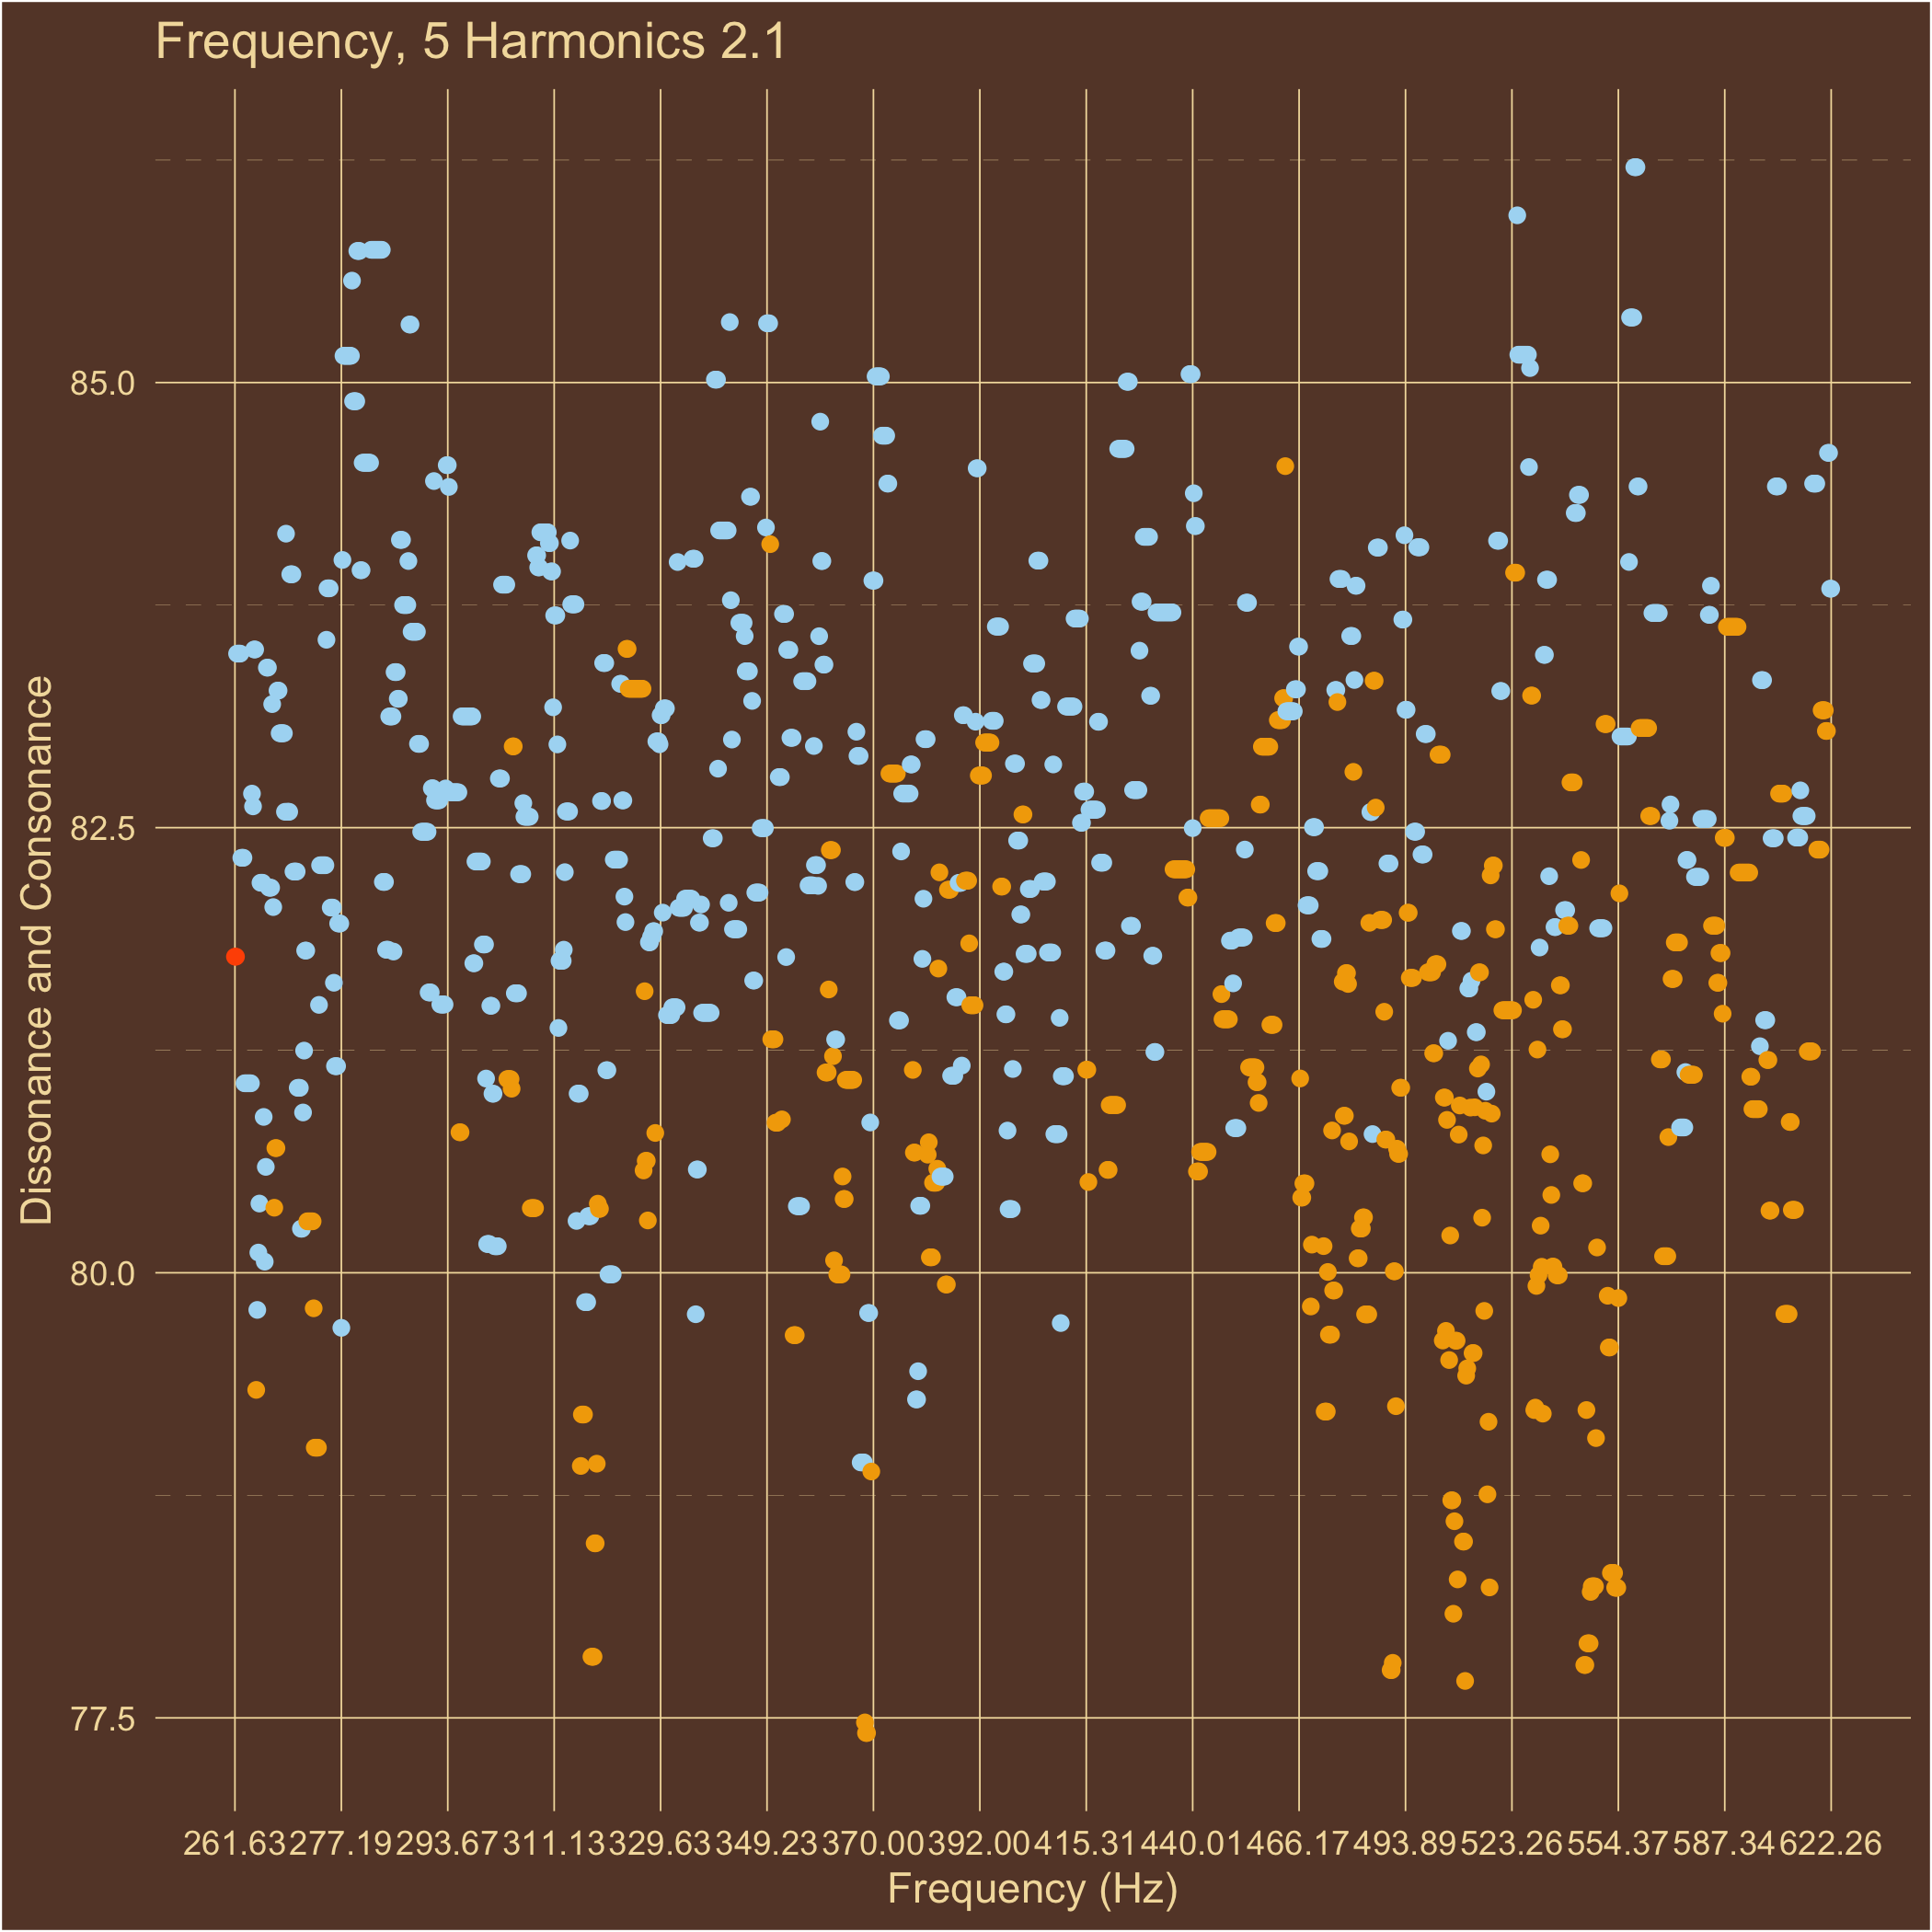 Frequency, 5 Harmonics 2.1
Dissonance and Consonance
85.0
82.5
80.0
77.5
261.63 277.19 293.67 311.13 329.63 349.23 370.00 392.00 415.31 440.01 466.17 493.89 523.26 554.37 587.34 622.26
Frequency (Hz)